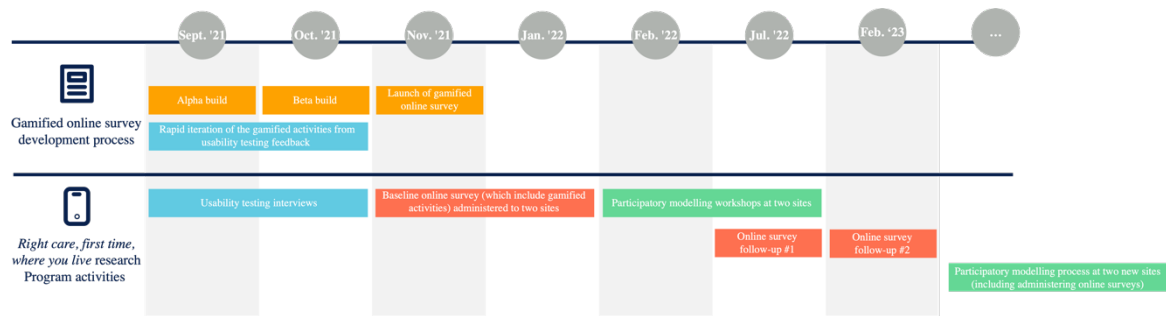 Sept. '21
Oct. '21
Nov. '21
Jan. '22
Feb. '22
Jul. '22
Feb. '23
...
Alpha build
Beta build
Launch of gamified
online survey
Gamified online survey
development process
Rapid iteration of the gamified activities from
usability testing feedback
Usability testing interviews
Baseline online survey (which include gamified
activities) administered to two sites
Participatory modelling workshops at two sites
Right care, first time,
where you live research
Program activities
Online survey
follow-up #1
Online survey
follow-up #2
Participatory modelling process at two new sites
(including administering online surveys)